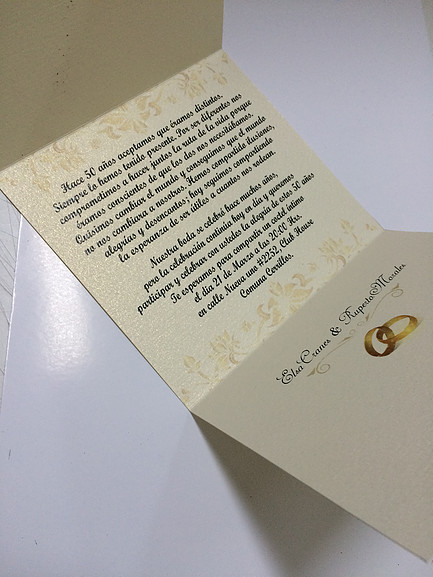 Hace 50 años aceptamos que éramos distintos.
Siempre lo hemos tenido presente. Por ser diferentes nos
comprometimos a hacer juntos la ruta de la vida porque
éramos conscientes de que los dos nos necesitábamos.
Quisimos cambiar el mundo y conseguimos que el mundo
no nos cambiara a nosotros. Hemos compartido ilusiones,
alegrías y desencantos; hoy seguimos compartiendo
la esperanza de ser útiles a cuantos nos rodean.
Nuestra boda se celebró hace muchos años,
pero la celebración continúa hoy en día y queremos
participar y celebrar con ustedes la alegría de estos 50 años
Te esperamos para compartir un coctel íntimo
el día 21 de Marzo a las 20:00 Hrs.
en calle Nueva uno #2252 Club House
Comuna Cerrillos.
Elsa Cranes & Ruperto Morales